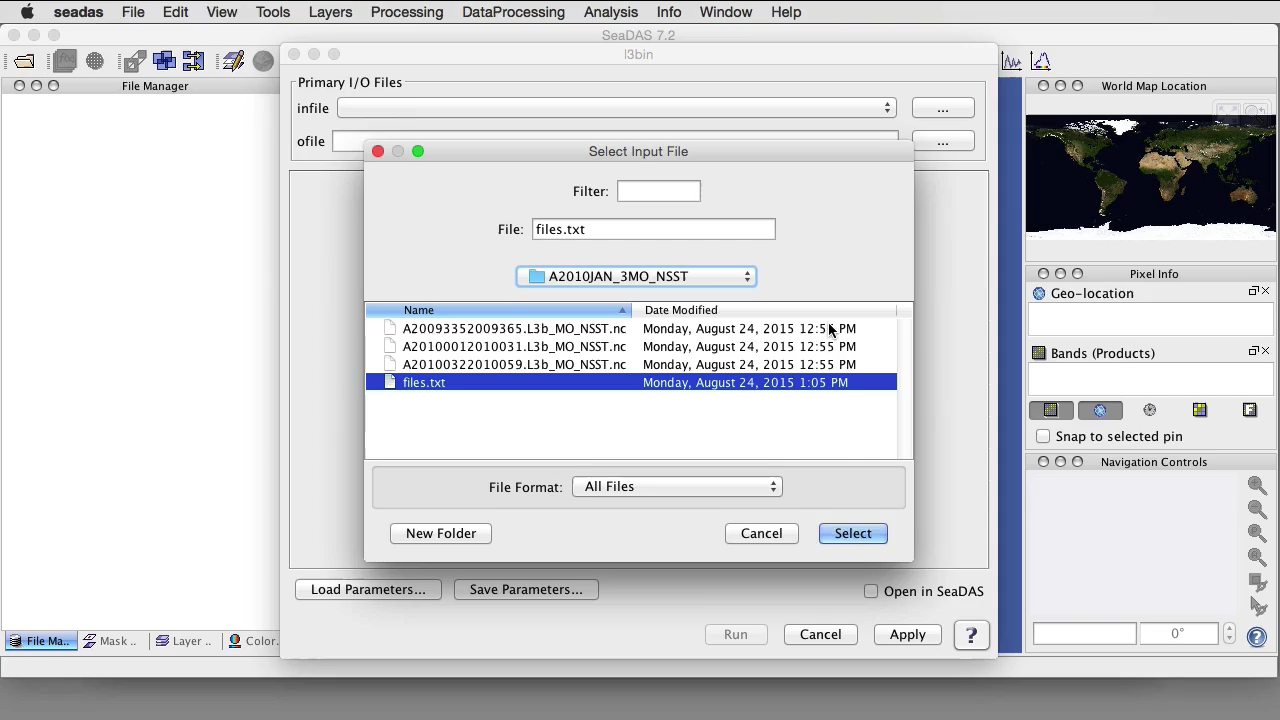 seadas File Edit View Tools Layers Processing DataProcessing Analysis Info Window Help
SeaDAS 7.2
l3bin
File Manager
World Map Location
Primary I/O Files
infile ...
ofile ...
Select Input File
Filter:
File: files.txt
A2010JAN_3MO_NSST
Name Date Modified
A20093352009365.L3b_MO_NSST.nc Monday, August 24, 2015 12:55 PM
A20100012010031.L3b_MO_NSST.nc Monday, August 24, 2015 12:55 PM
A20100322010059.L3b_MO_NSST.nc Monday, August 24, 2015 12:55 PM
files.txt Monday, August 24, 2015 1:05 PM
File Format: All Files
New Folder Cancel Select
Pixel Info
Geo-location
Bands (Products)
Snap to selected pin
Navigation Controls
0°
Load Parameters... Save Parameters... Open in SeaDAS
Run Cancel Apply ?
File Ma.. Mask .. Layer .. Color.
?